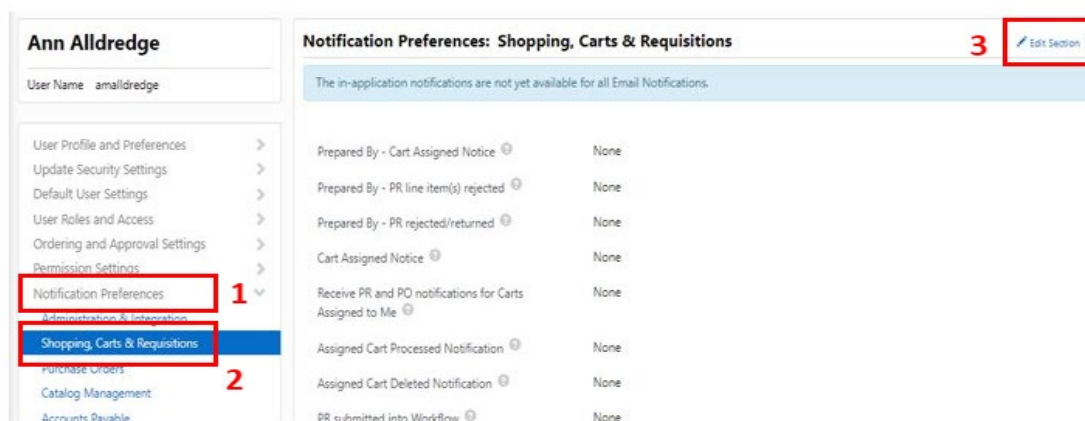 Ann Alldredge
User Name amalldredge
User Profile and Preferences
Update Security Settings
Default User Settings
User Roles and Access
Ordering and Approval Settings
Permission Settings
Notification Preferences
1
Administration & Integration
Shopping, Carts & Requisitions
2
Purchase Orders
Catalog Management
Accounts Payable
Notification Preferences: Shopping, Carts & Requisitions
3
Edit Section
The in-application notifications are not yet available for all Email Notifications.
Prepared By - Cart Assigned Notice ? None
Prepared By - PR line item(s) rejected ? None
Prepared By - PR rejected/returned ? None
Cart Assigned Notice ? None
Receive PR and PO notifications for Carts None
Assigned to Me ?
Assigned Cart Processed Notification ? None
Assigned Cart Deleted Notification ? None
PR submitted into Workflow ? None